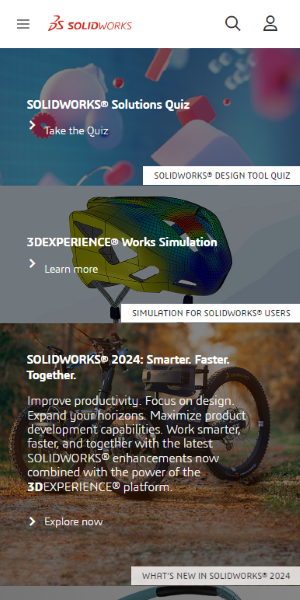 SOLIDWORKS
SOLIDWORKS® Solutions Quiz
Take the Quiz
SOLIDWORKS® DESIGN TOOL QUIZ
3DEXPERIENCE® Works Simulation
Learn more
SIMULATION FOR SOLIDWORKS® USERS
SOLIDWORKS® 2024: Smarter. Faster.
Together.
Improve productivity. Focus on design.
Expand your horizons. Maximize product
development capabilities. Work smarter,
faster, and together with the latest
SOLIDWORKS® enhancements now
combined with the power of the
3DEXPERIENCE® platform.
Explore now
WHAT'S NEW IN SOLIDWORKS® 2024